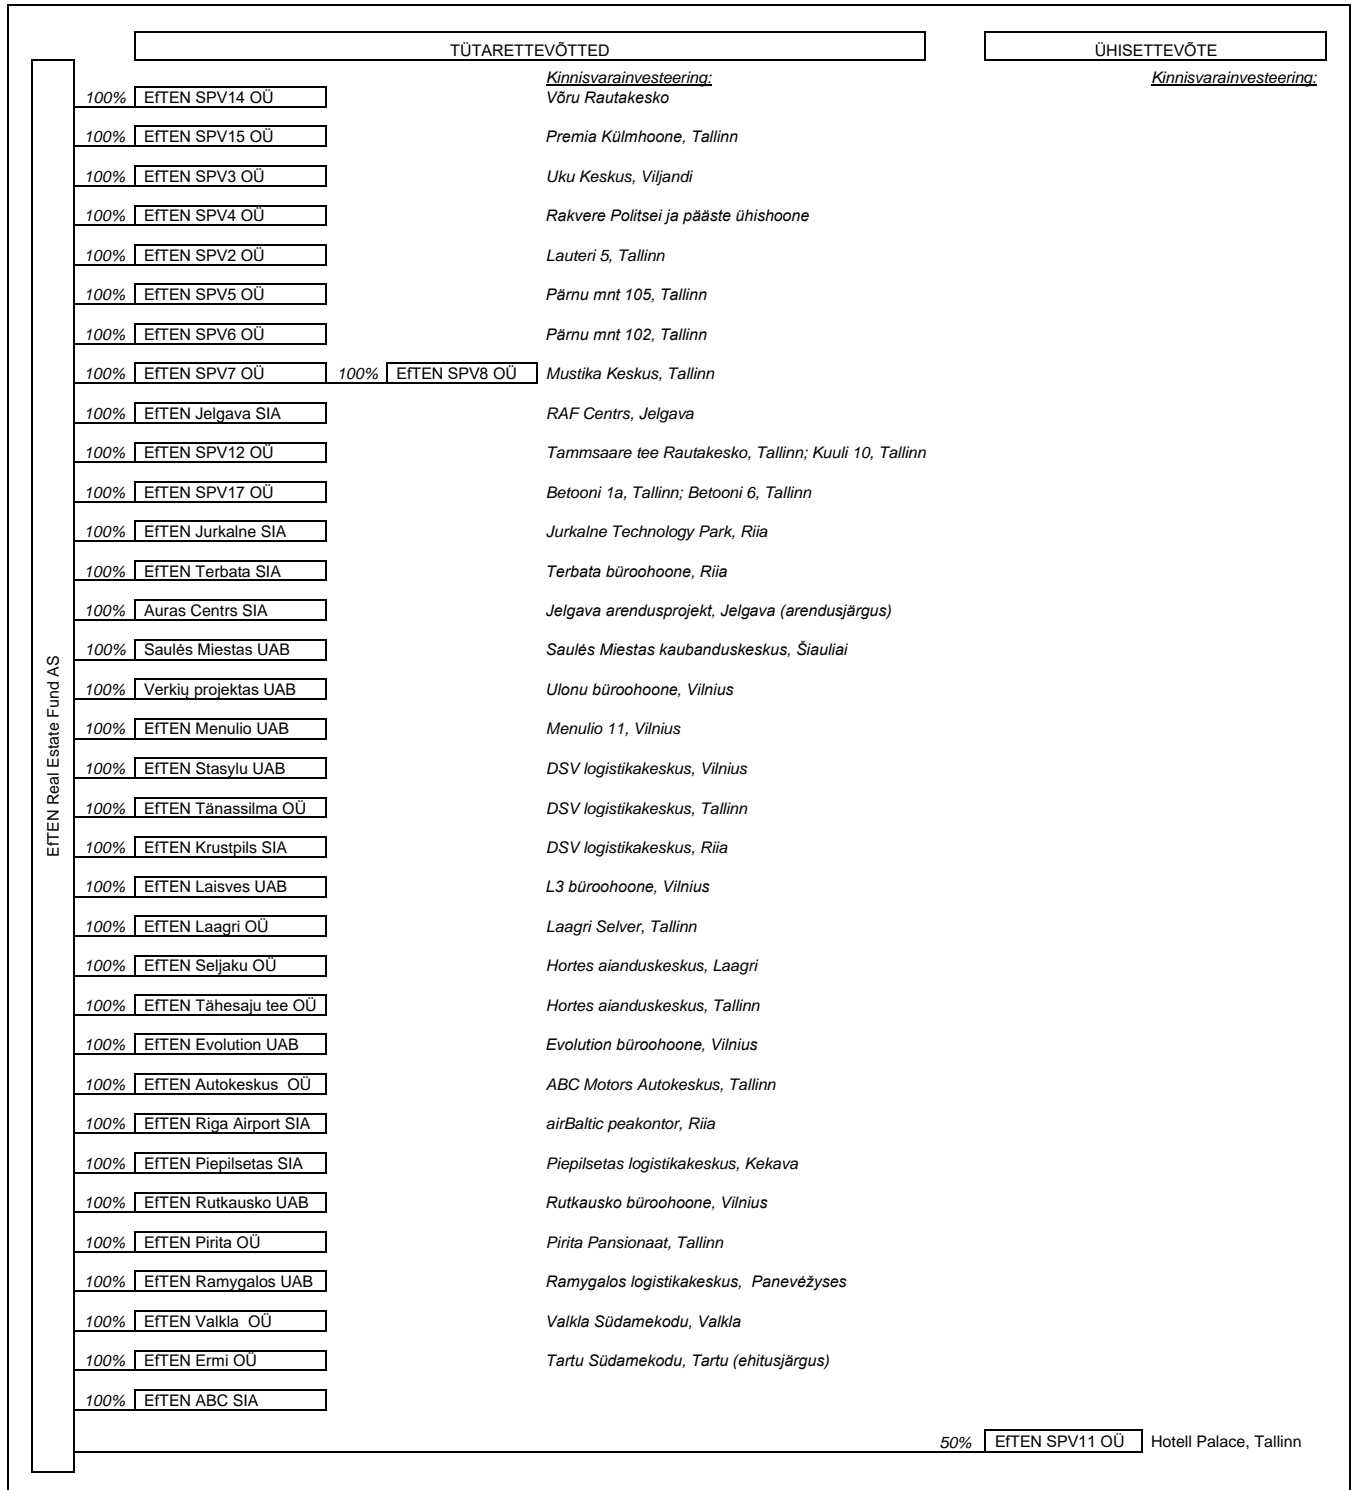 TÜTARETTEVÕTTED
ÜHISETTEVÕTE
Kinnisvarainvesteering:
Kinnisvarainvesteering:
EfTEN Real Estate Fund AS
100% EfTEN SPV14 OÜ Võru Rautakesko
100% EfTEN SPV15 OÜ Premia Külmhoone, Tallinn
100% EfTEN SPV3 OÜ Uku Keskus, Viljandi
100% EfTEN SPV4 OÜ Rakvere Politsei ja pääste ühishoone
100% EfTEN SPV2 OÜ Lauteri 5, Tallinn
100% EfTEN SPV5 OÜ Pärnu mnt 105, Tallinn
100% EfTEN SPV6 OÜ Pärnu mnt 102, Tallinn
100% EfTEN SPV7 OÜ 100% EfTEN SPV8 OÜ Mustika Keskus, Tallinn
100% EfTEN Jelgava SIA RAF Centrs, Jelgava
100% EfTEN SPV12 OÜ Tammsaare tee Rautakesko, Tallinn; Kuuli 10, Tallinn
100% EfTEN SPV17 OÜ Betooni 1a, Tallinn; Betooni 6, Tallinn
100% EfTEN Jurkalne SIA Jurkalne Technology Park, Riia
100% EfTEN Terbata SIA Terbata büroohoone, Riia
100% Auras Centrs SIA Jelgava arendusprojekt, Jelgava (arendusjärgus)
100% Saulės Miestas UAB Saulės Miestas kaubanduskeskus, Šiauliai
100% Verkių projektas UAB Ulonu büroohoone, Vilnius
100% EfTEN Menulio UAB Menulio 11, Vilnius
100% EfTEN Stasylu UAB DSV logistikakeskus, Vilnius
100% EfTEN Tänassilma OÜ DSV logistikakeskus, Tallinn
100% EfTEN Krustpils SIA DSV logistikakeskus, Riia
100% EfTEN Laisves UAB L3 büroohoone, Vilnius
100% EfTEN Laagri OÜ Laagri Selver, Tallinn
100% EfTEN Seljaku OÜ Hortes aianduskeskus, Laagri
100% EfTEN Tähesaju tee OÜ Hortes aianduskeskus, Tallinn
100% EfTEN Evolution UAB Evolution büroohoone, Vilnius
100% EfTEN Autokeskus OÜ ABC Motors Autokeskus, Tallinn
100% EfTEN Riga Airport SIA airBaltic peakontor, Riia
100% EfTEN Piepilsetas SIA Piepilsetas logistikakeskus, Kekava
100% EfTEN Rutkausko UAB Rutkausko büroohoone, Vilnius
100% EfTEN Pirita OÜ Pirita Pansionaat, Tallinn
100% EfTEN Ramygalos UAB Ramygalos logistikakeskus, Panevėžyses
100% EfTEN Valkla OÜ Valkla Südamekodu, Valkla
100% EfTEN Ermi OÜ Tartu Südamekodu, Tartu (ehitusjärgus)
100% EfTEN ABC SIA
50% EfTEN SPV11 OÜ Hotell Palace, Tallinn